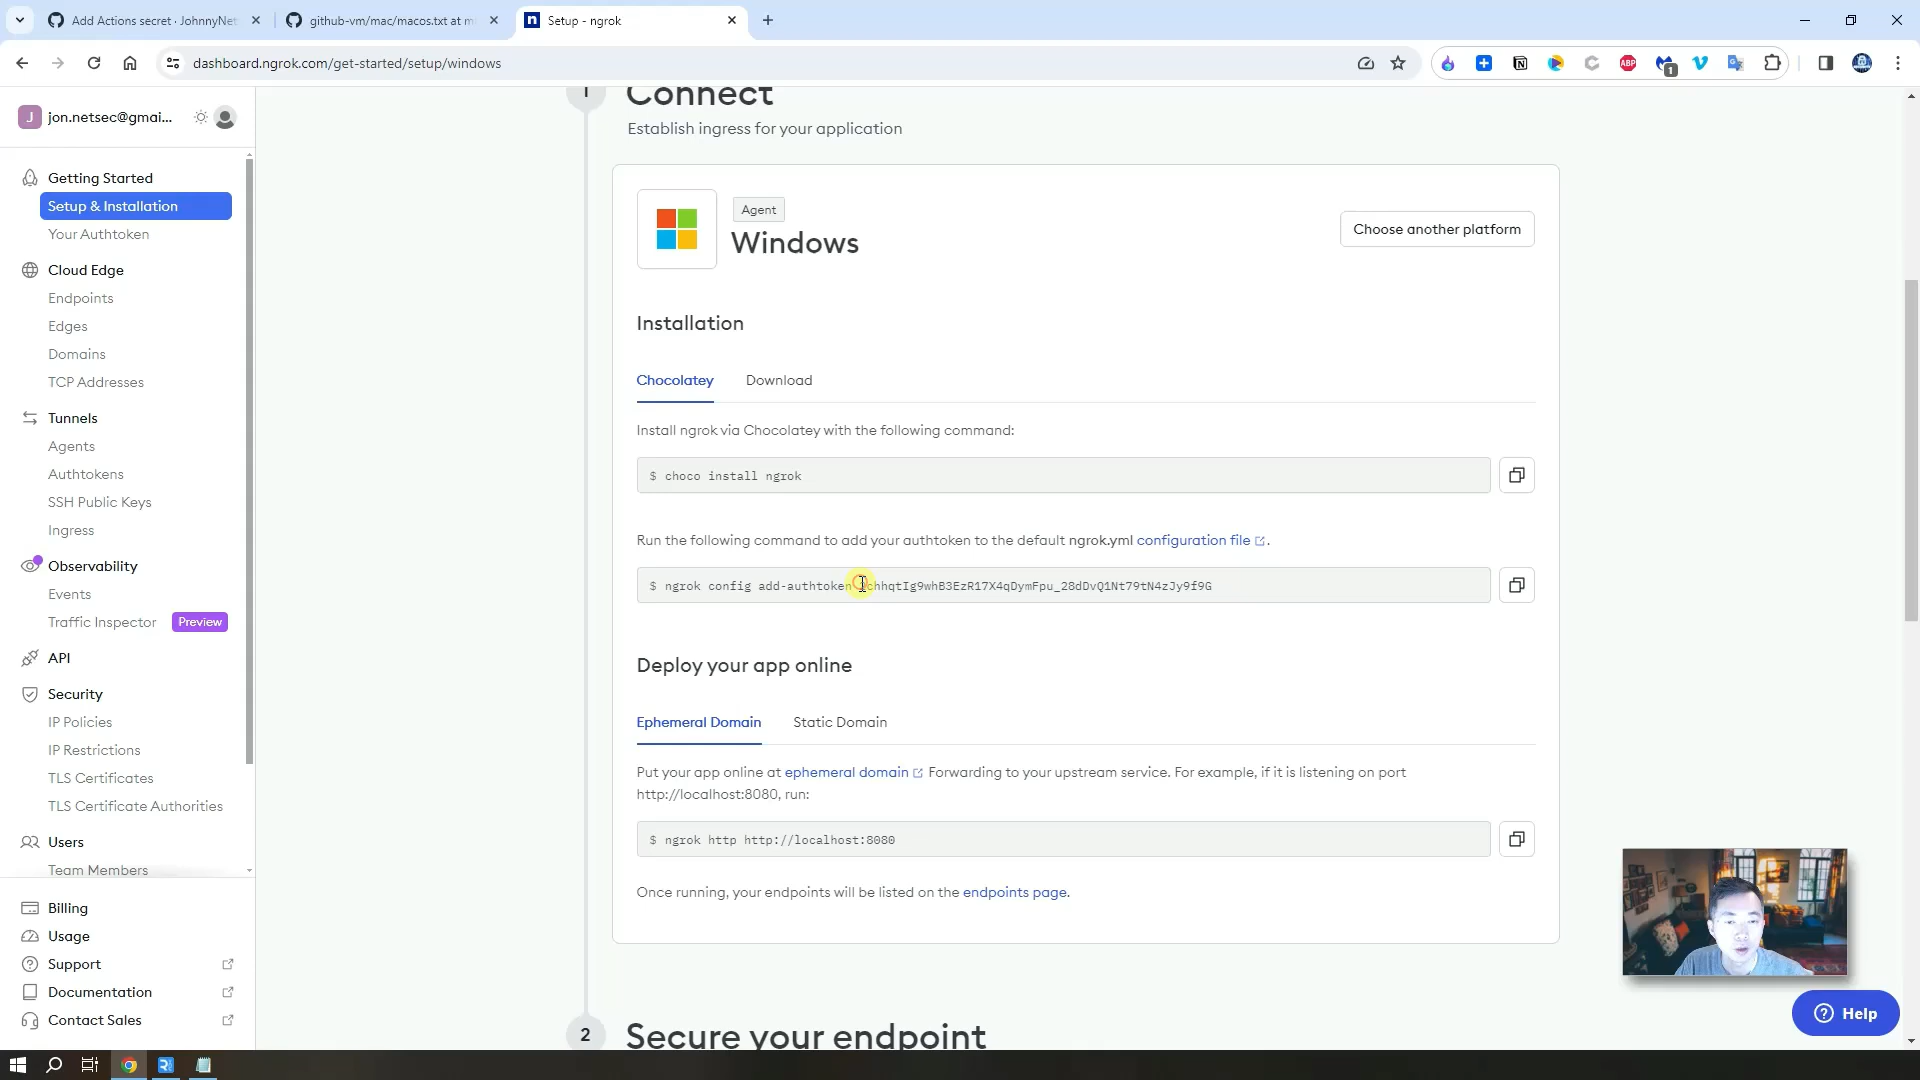 Add Actions secret · JohnnyNet
github-vm/mac/macos.txt at m
Setup - ngrok
dashboard.ngrok.com/get-started/setup/windows
ABP
1
J jon.netsec@gmai...
Getting Started
Setup & Installation
Your Authtoken
Cloud Edge
Endpoints
Edges
Domains
TCP Addresses
Tunnels
Agents
Authtokens
SSH Public Keys
Ingress
Observability
Events
Traffic Inspector Preview
API
Security
IP Policies
IP Restrictions
TLS Certificates
TLS Certificate Authorities
Users
Team Members
Billing
Usage
Support
Documentation
Contact Sales
1 Connect
Establish ingress for your application
Agent
Windows
Choose another platform
Installation
Chocolatey Download
Install ngrok via Chocolatey with the following command:
$ choco install ngrok
Run the following command to add your authtoken to the default ngrok.yml configuration file.
$ ngrok config add-authtoken
Deploy your app online
Ephemeral Domain Static Domain
Put your app online at ephemeral domain Forwarding to your upstream service. For example, if it is listening on port
http://localhost:8080, run:
$ ngrok http http://localhost:8080
Once running, your endpoints will be listed on the endpoints page.
2 Secure your endpoint
Help